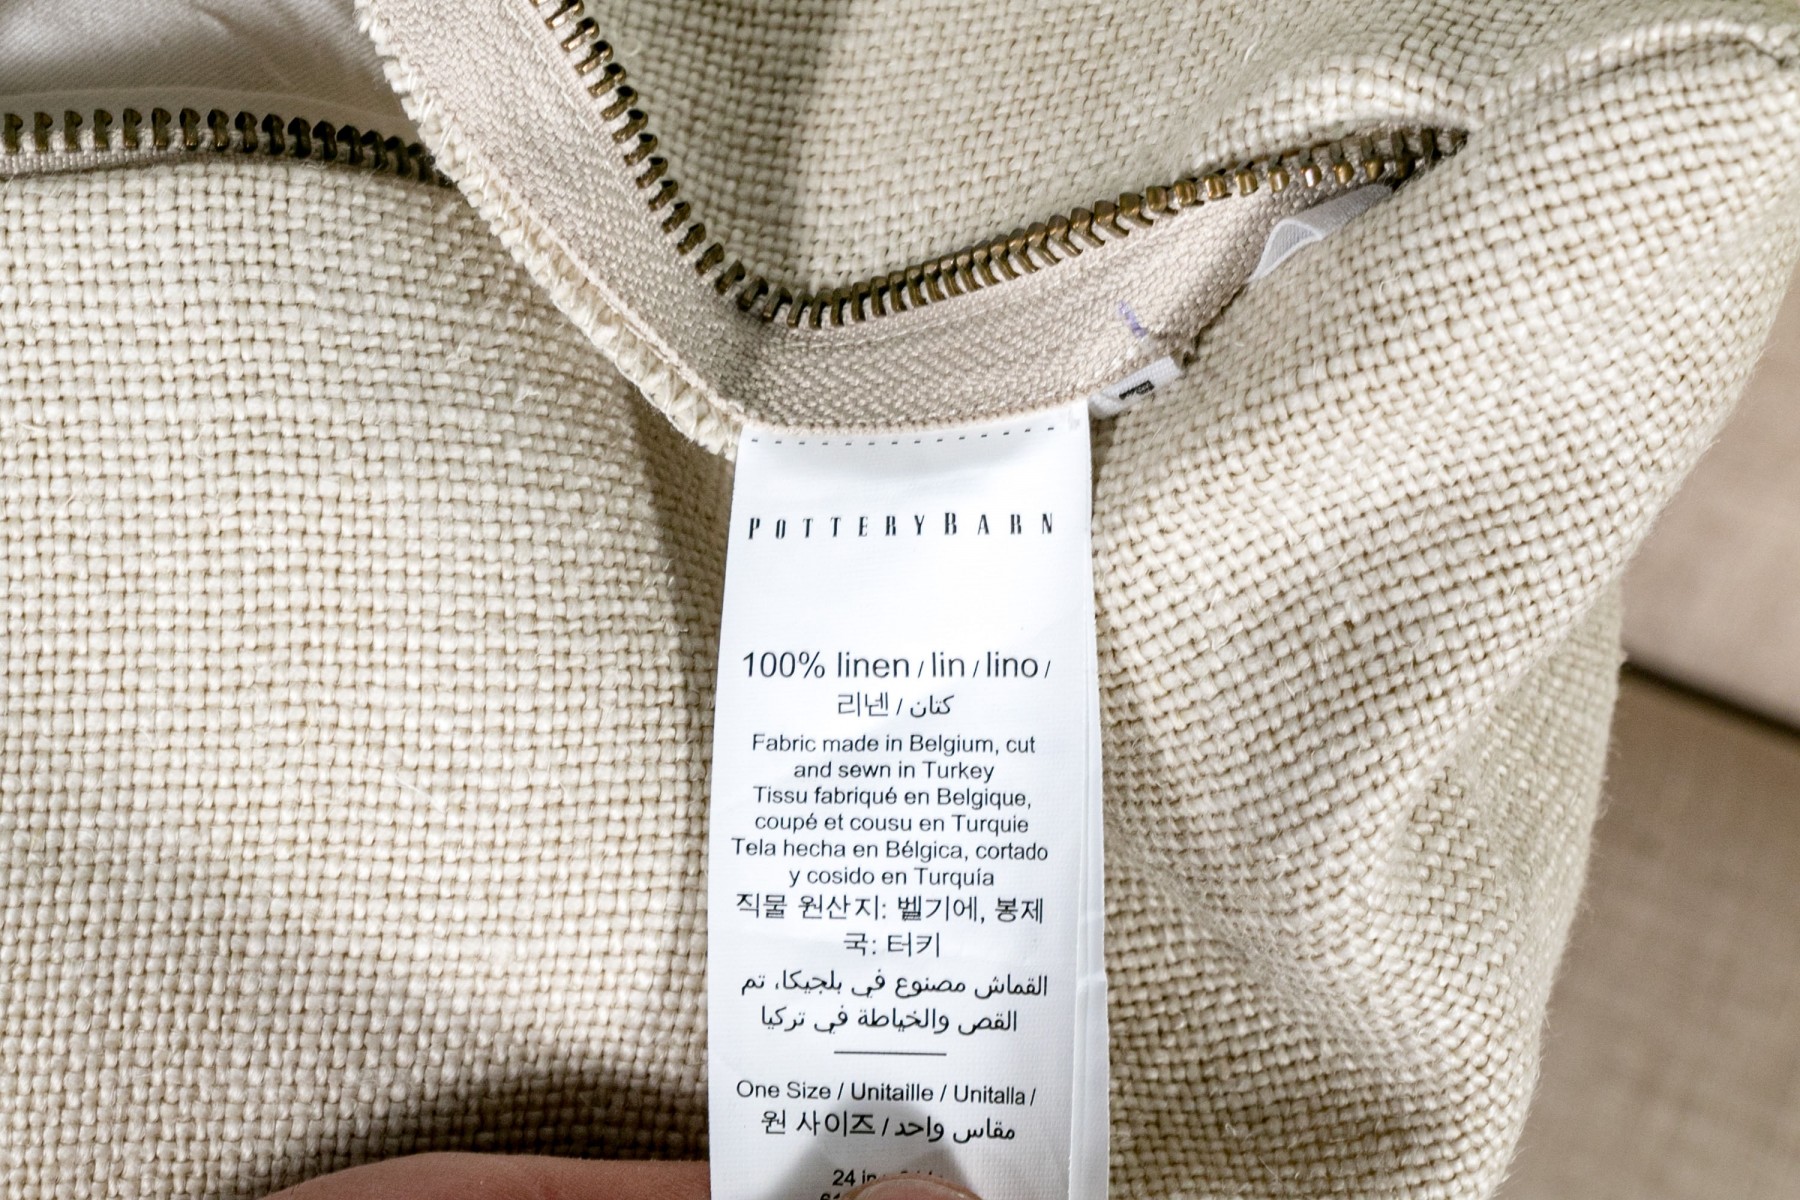 POTTERYBARN
100% linen / lin / lino /
리넨 / كتان
Fabric made in Belgium, cut
and sewn in Turkey
Tissu fabriqué en Belgique,
coupé et cousu en Turquie
Tela hecha en Bélgica, cortado
y cosido en Turquía
직물 원산지: 벨기에, 봉제
국: 터키
القماش مصنوع في بلجيكا، تم
القص والخياطة في تركيا
One Size / Unitaille / Unitalla /
원 사이즈 / مقاس واحد
24 in